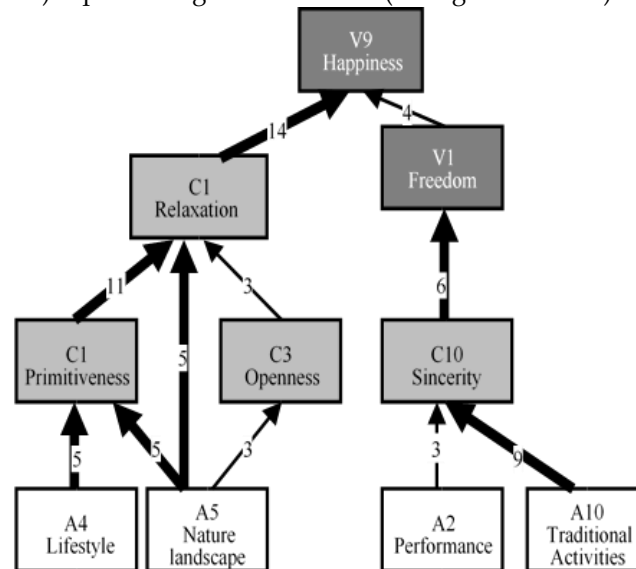 V9
Happiness
14
4
C1
Relaxation
V1
Freedom
11
3
6
C1
Primitiveness
5
C3
Openness
C10
Sincerity
5
5
3
3
9
A4
Lifestyle
A5
Nature
landscape
A2
Performance
A10
Traditional
Activities